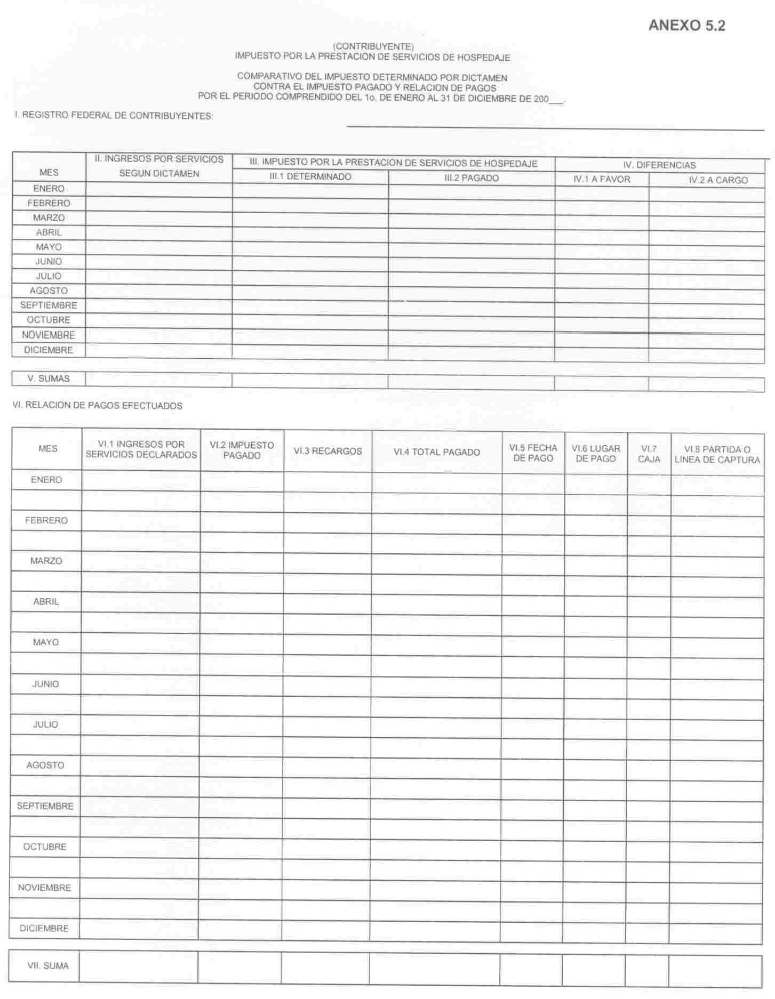 ANEXO 5.2
(CONTRIBUYENTE)
IMPUESTO POR LA PRESTACION DE SERVICIOS DE HOSPEDAJE
COMPARATIVO DEL IMPUESTO DETERMINADO POR DICTAMEN
CONTRA EL IMPUESTO PAGADO Y RELACION DE PAGOS
POR EL PERIODO COMPRENDIDO DEL 1o. DE ENERO AL 31 DE DICIEMBRE DE 200___.
I. REGISTRO FEDERAL DE CONTRIBUYENTES:
MES
II. INGRESOS POR SERVICIOS
SEGUN DICTAMEN
III. IMPUESTO POR LA PRESTACION DE SERVICIOS DE HOSPEDAJE
III.1 DETERMINADO
III.2 PAGADO
IV. DIFERENCIAS
IV.1 A FAVOR
IV.2 A CARGO
ENERO
FEBRERO
MARZO
ABRIL
MAYO
JUNIO
JULIO
AGOSTO
SEPTIEMBRE
OCTUBRE
NOVIEMBRE
DICIEMBRE
V. SUMAS
VI. RELACION DE PAGOS EFECTUADOS
MES
VI.1 INGRESOS POR
SERVICIOS DECLARADOS
VI.2 IMPUESTO
PAGADO
VI.3 RECARGOS
VI.4 TOTAL PAGADO
VI.5 FECHA
DE PAGO
VI.6 LUGAR
DE PAGO
VI.7
CAJA
VI.8 PARTIDA O
LINEA DE CAPTURA
ENERO
FEBRERO
MARZO
ABRIL
MAYO
JUNIO
JULIO
AGOSTO
SEPTIEMBRE
OCTUBRE
NOVIEMBRE
DICIEMBRE
VII. SUMA